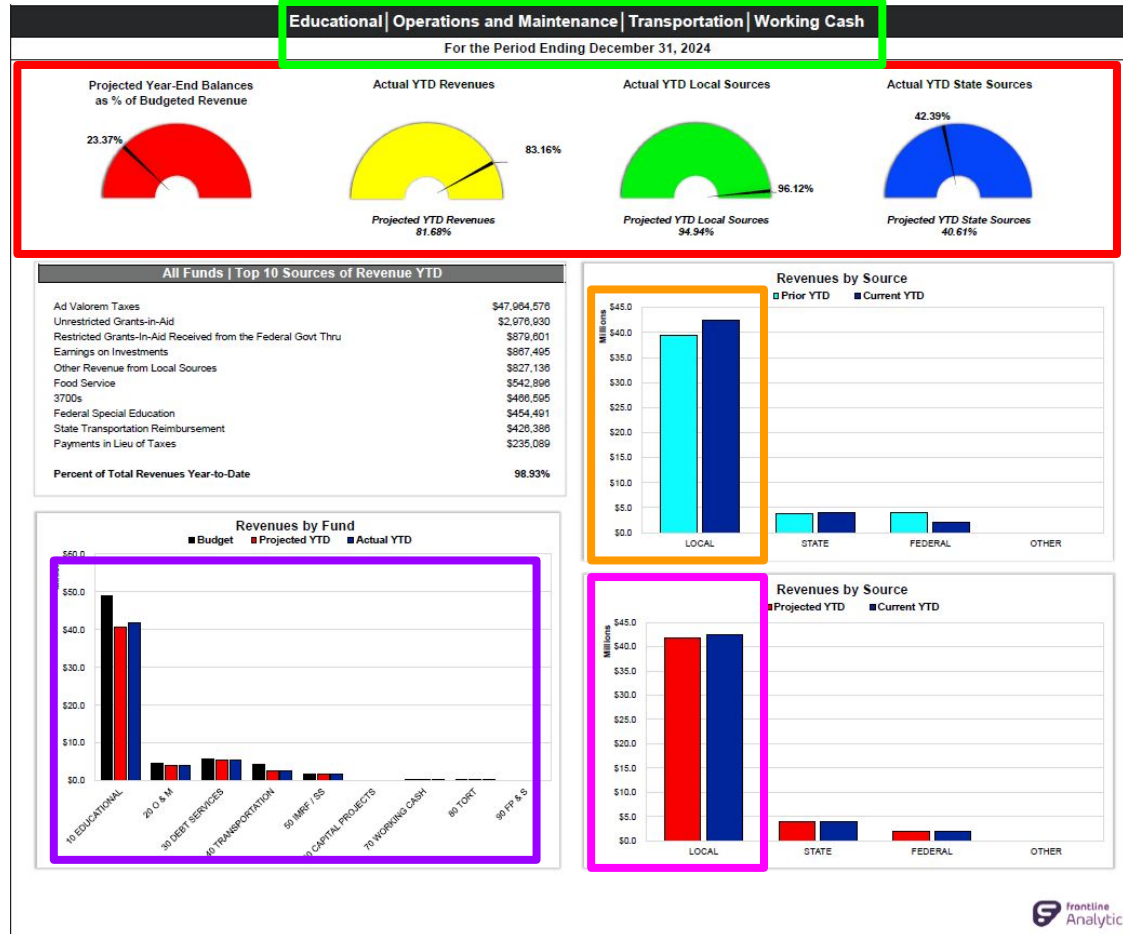 Educational| Operations and Maintenance| Transportation| Working Cash
For the Period Ending December 31, 2024
Projected Year-End Balances
as % of Budgeted Revenue
23.37%
Actual YTD Revenues
83.16%
Projected YTD Revenues
81.68%
Actual YTD Local Sources
96.12%
Projected YTD Local Sources
94.94%
Actual YTD State Sources
42.39%
Projected YTD State Sources
40.61%
All Funds | Top 10 Sources of Revenue YTD
Ad Valorem Taxes $47,964,576
Unrestricted Grants-in-Aid $2,976,930
Restricted Grants-In-Aid Received from the Federal Govt Thru $879,601
Earnings on Investments $867,495
Other Revenue from Local Sources $827,136
Food Service $542,896
3700s $466,595
Federal Special Education $454,491
State Transportation Reimbursement $426,386
Payments in Lieu of Taxes $235,089
Percent of Total Revenues Year-to-Date 98.93%
Revenues by Fund
Budget Projected YTD Actual YTD
$60.0
$50.0
$40.0
$30.0
$20.0
$10.0
$0.0
10 EDUCATIONAL
20 O & M
30 DEBT SERVICES
40 TRANSPORTATION
50 IMRF / SS
CAPITAL PROJECTS
70 WORKING CASH
80 TORT
90 FP & S
Revenues by Source
Prior YTD Current YTD
Millions
$45.0
$40.0
$35.0
$30.0
$25.0
$20.0
$15.0
$10.0
$5.0
$0.0
LOCAL STATE FEDERAL OTHER
Revenues by Source
Projected YTD Current YTD
Millions
$45.0
$40.0
$35.0
$30.0
$25.0
$20.0
$15.0
$10.0
$5.0
$0.0
LOCAL STATE FEDERAL OTHER
frontline
Analytic